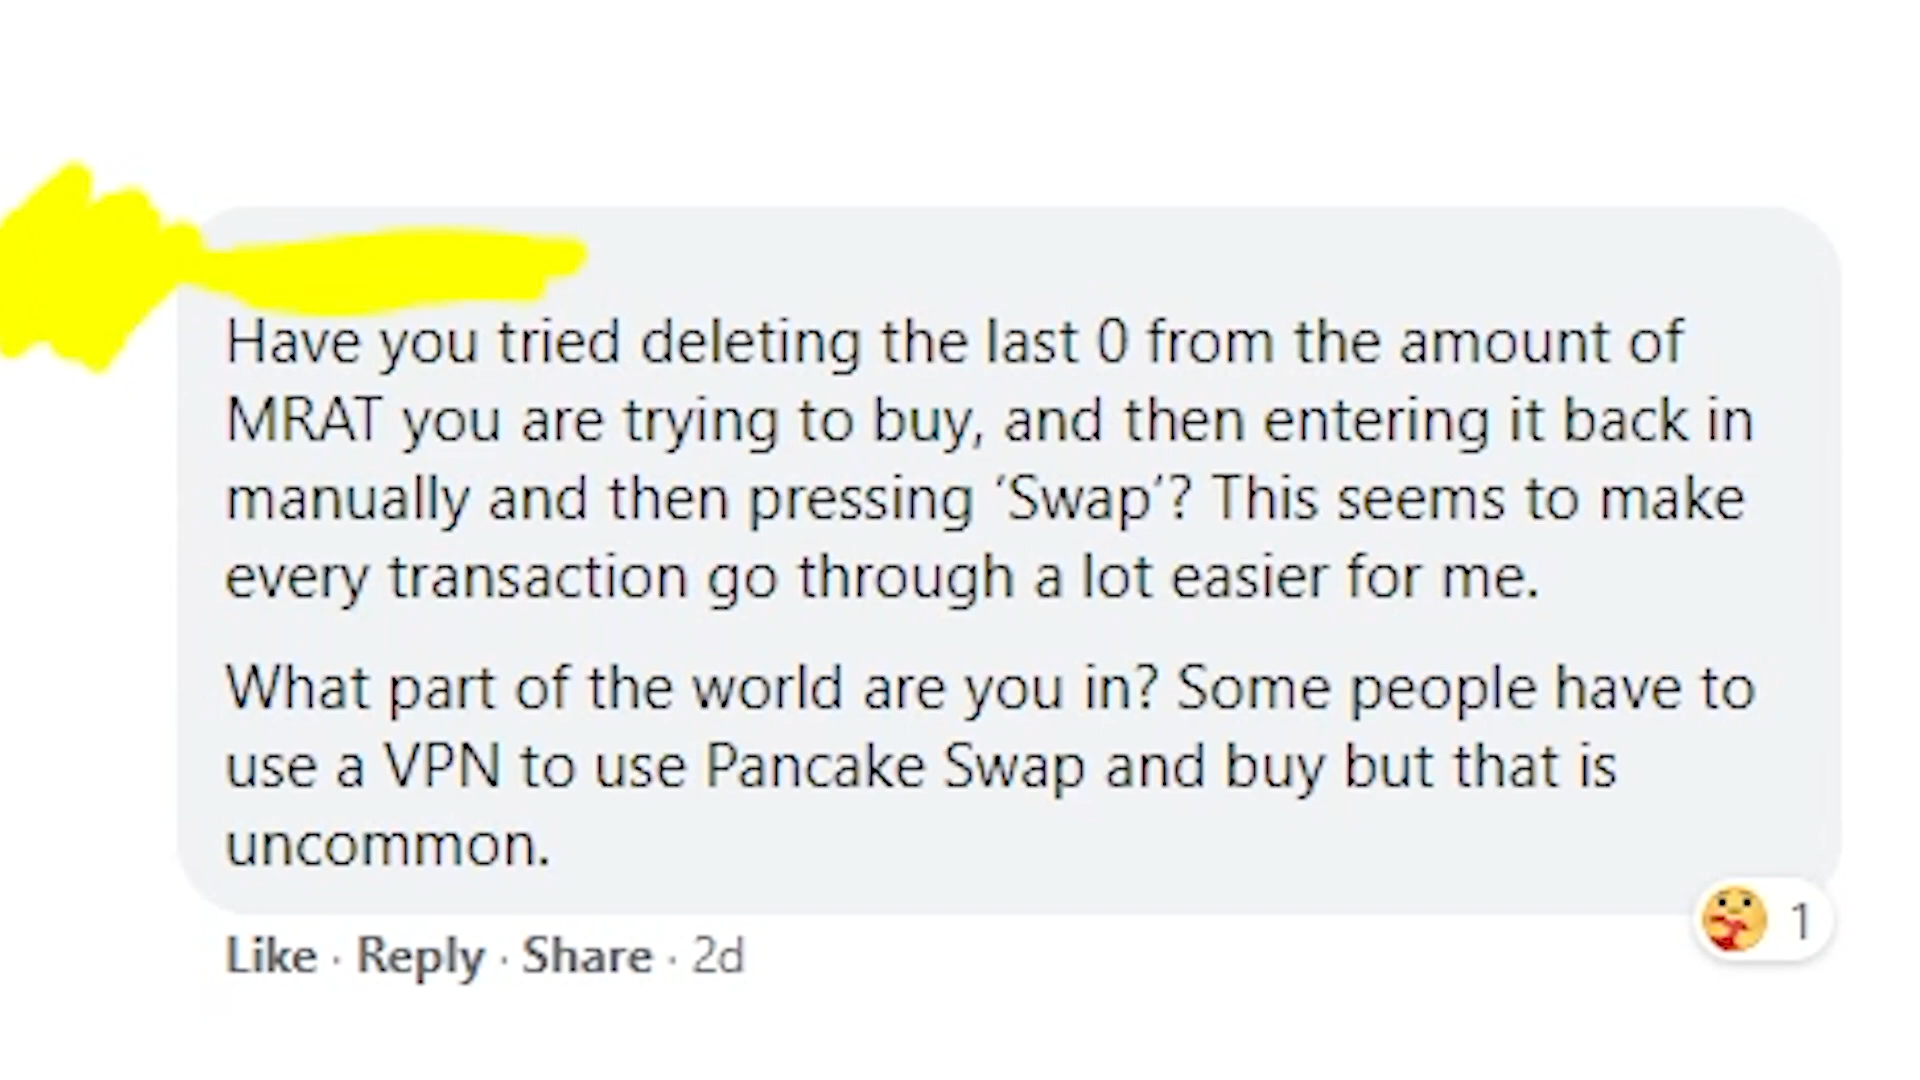 Have you tried deleting the last 0 from the amount of
MRAT you are trying to buy, and then entering it back in
manually and then pressing ‘Swap’? This seems to make
every transaction go through a lot easier for me.
What part of the world are you in? Some people have to
use a VPN to use Pancake Swap and buy but that is
uncommon.
Like · Reply · Share · 2d
1